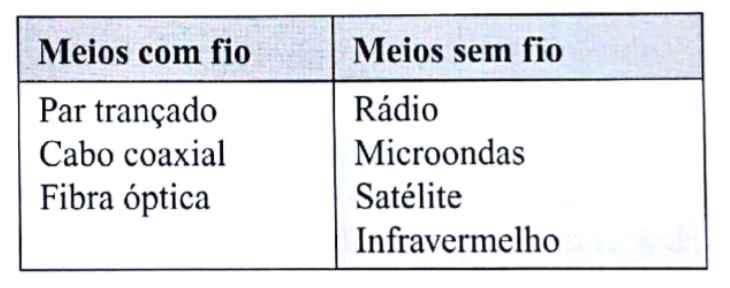 Meios com fio Meios sem fio
Par trançado Rádio
Cabo coaxial Microondas
Fibra óptica Satélite
Infravermelho